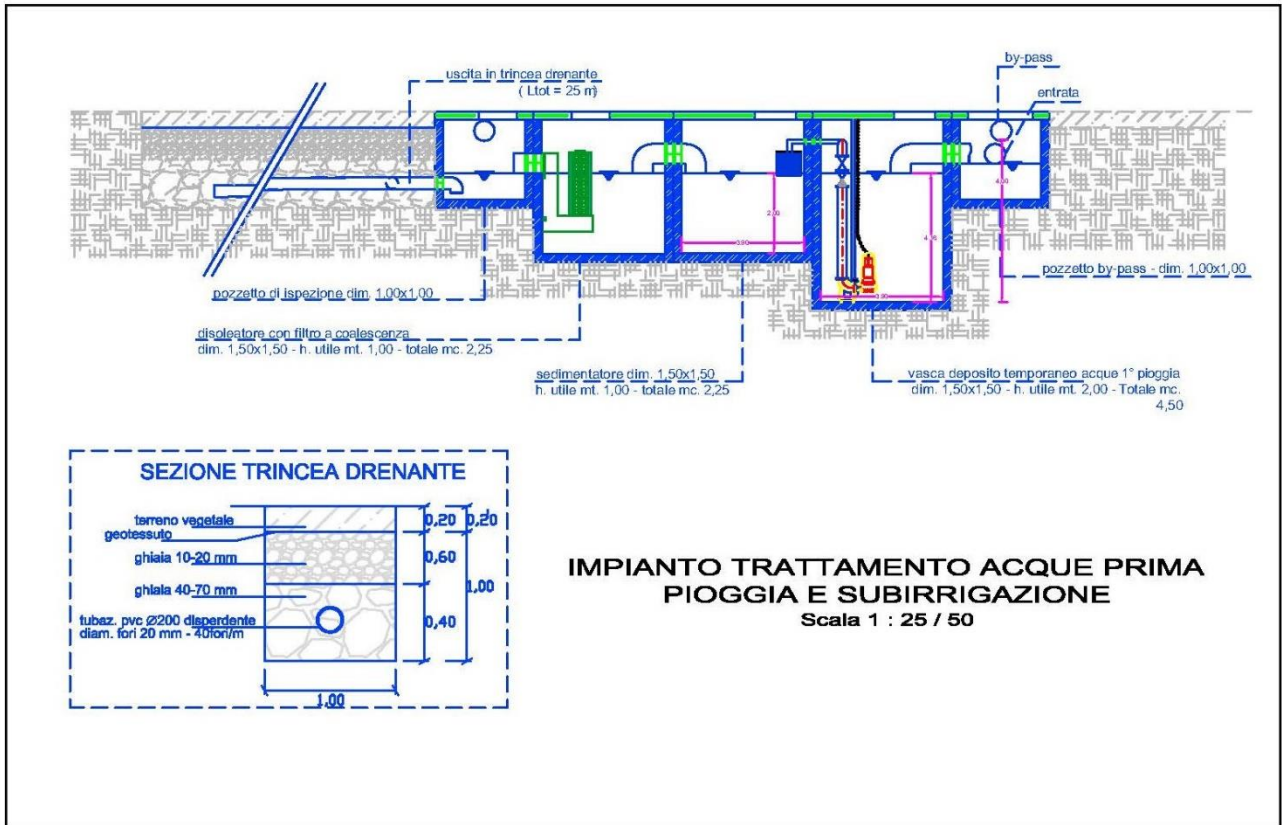 by-pass
uscita in trincea drenante
( Ltot = 25 m)
entrata
pozzetto by-pass - dim. 1,00x1,00
pozzetto di ispezione dim. 1,00x1,00
disoleatore con filtro a coalescenza
dim. 1,50x1,50 - h. utile mt. 1,00 - totale mc. 2,25
sedimentatore dim. 1,50x1,50
h. utile mt. 1,00 - totale mc. 2,25
vasca deposito temporaneo acque 1° pioggia
dim. 1,50x1,50 - h. utile mt. 2,00 - Totale mc.
4,50
SEZIONE TRINCEA DRENANTE
terreno vegetale
geotessuto
ghiaia 10-20 mm
ghiaia 40-70 mm
tubaz. pvc Ø200 disperdente
diam. fori 20 mm - 40fori/m
0,20 0,20
0,60
1,00
0,40
1,00
IMPIANTO TRATTAMENTO ACQUE PRIMA
PIOGGIA E SUBIRRIGAZIONE
Scala 1 : 25 / 50